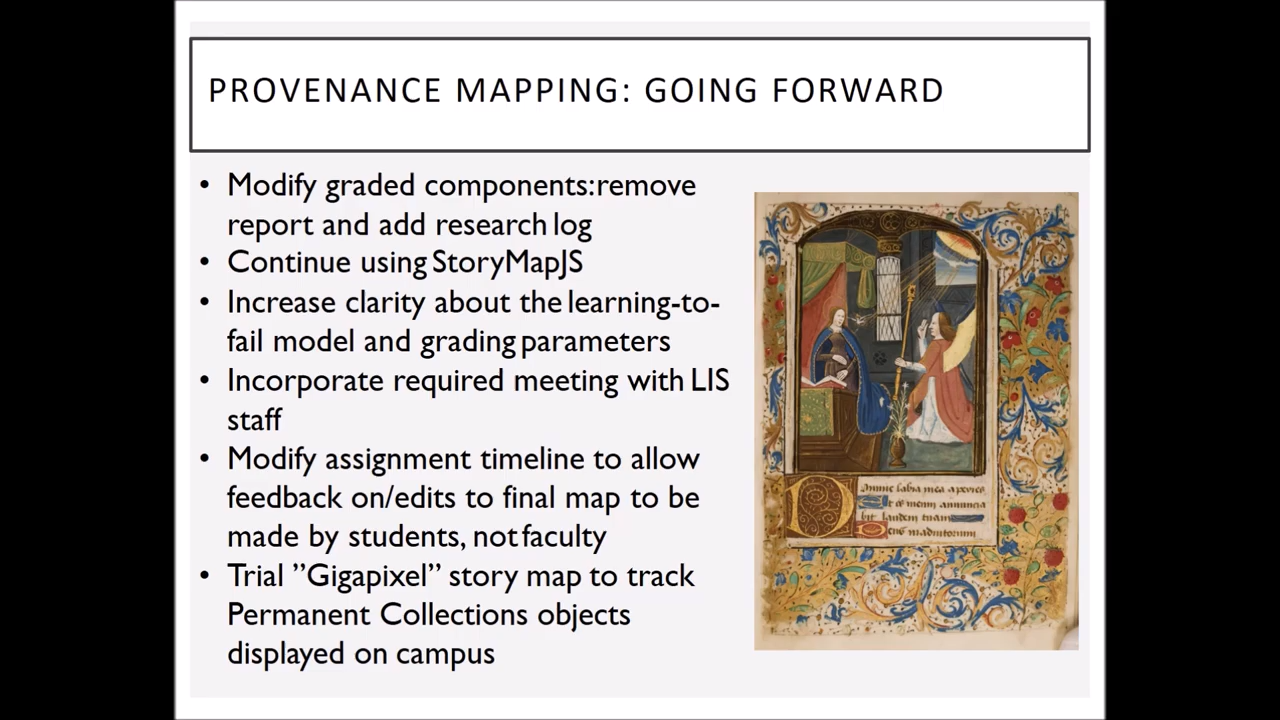 PROVENANCE MAPPING: GOING FORWARD
• Modify graded components:remove
report and add research log
• Continue using StoryMapJS
• Increase clarity about the learning-to-
fail model and grading parameters
• Incorporate required meeting with LIS
staff
• Modify assignment timeline to allow
feedback on/edits to final map to be
made by students, not faculty
• Trial ”Gigapixel” story map to track
Permanent Collections objects
displayed on campus
labia mea aperies